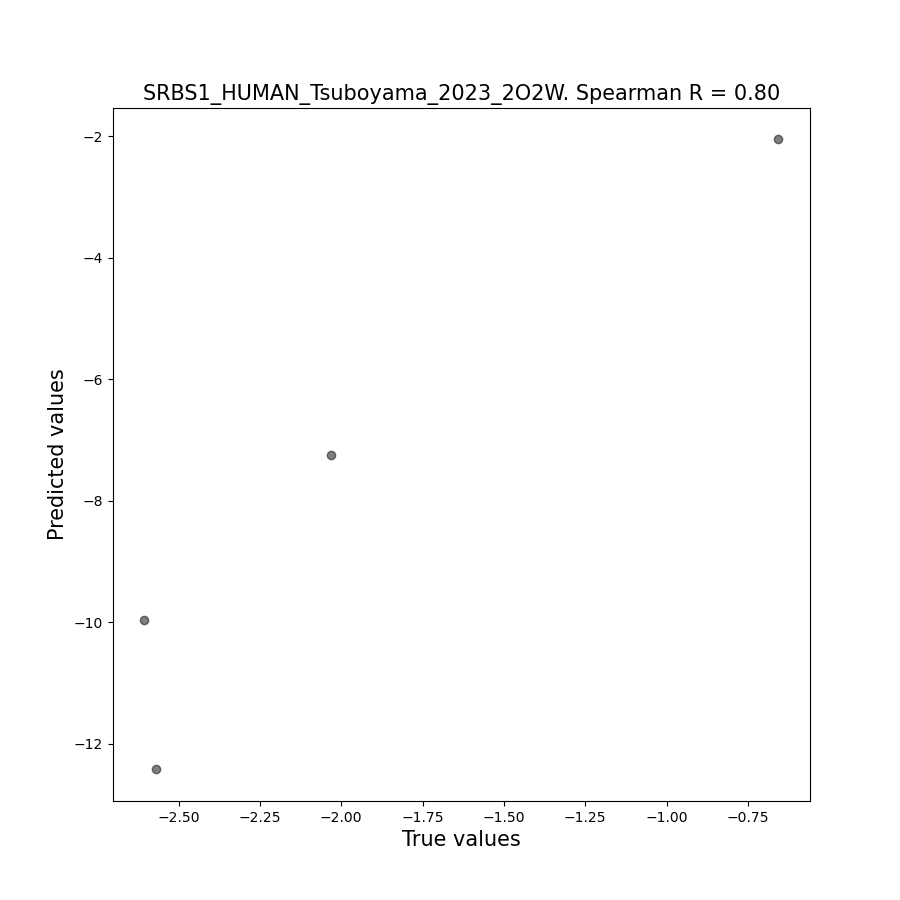 SRBS1_HUMAN_Tsuboyama_2023_2O2W. Spearman R = 0.80
Predicted values
−2
−4
−6
−8
−10
−12
−2.50 −2.25 −2.00 −1.75 −1.50 −1.25 −1.00 −0.75
True values